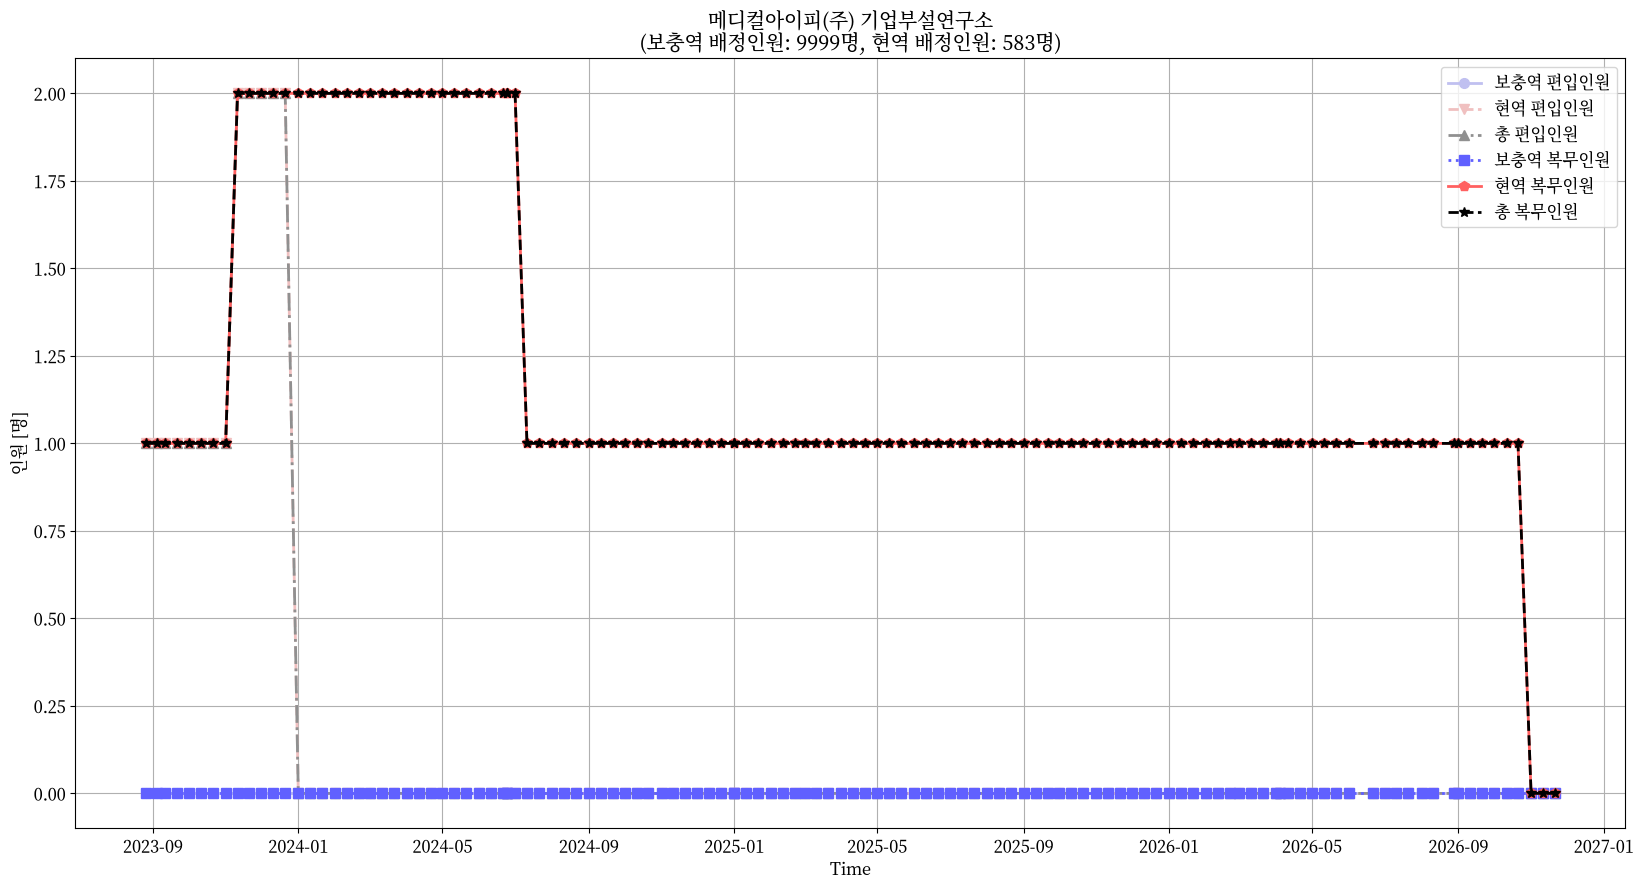 메디컬아이피(주) 기업부설연구소
(보충역 배정인원: 9999명, 현역 배정인원: 583명)
보충역 편입인원
현역 편입인원
총 편입인원
보충역 복무인원
현역 복무인원
총 복무인원
2.00
1.75
1.50
1.25
1.00
0.75
0.50
0.25
0.00
인원 [명]
2023-09 2024-01 2024-05 2024-09 2025-01 2025-05 2025-09 2026-01 2026-05 2026-09 2027-01
Time